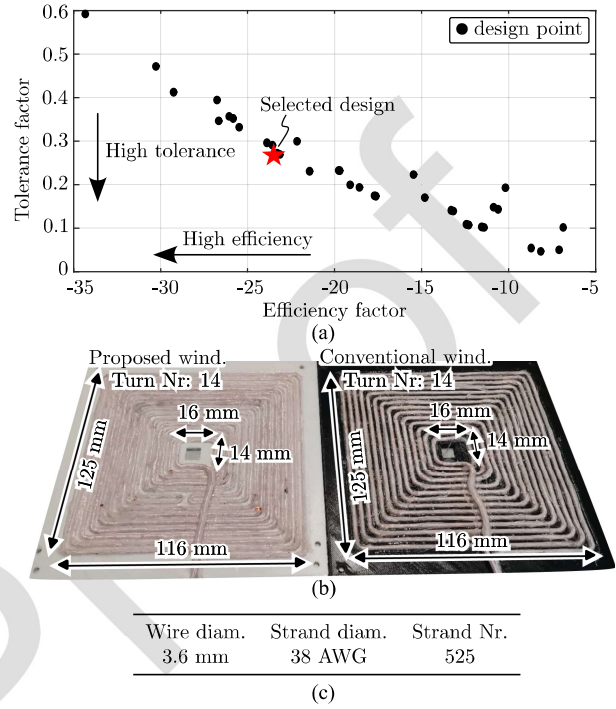 0.6
0.5
0.4
0.3
0.2
0.1
0
Tolerance factor
design point
Selected design
High tolerance
High efficiency
-35 -30 -25 -20 -15 -10 -5
Efficiency factor
(a)
Proposed wind. Conventional wind.
Turn Nr: 14 Turn Nr: 14
16 mm 16 mm
14 mm 14 mm
125 mm 125 mm
116 mm 116 mm
(b)
Wire diam. Strand diam. Strand Nr.
3.6 mm 38 AWG 525
(c)